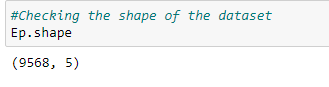 #Checking the shape of the dataset
Ep.shape
(9568, 5)